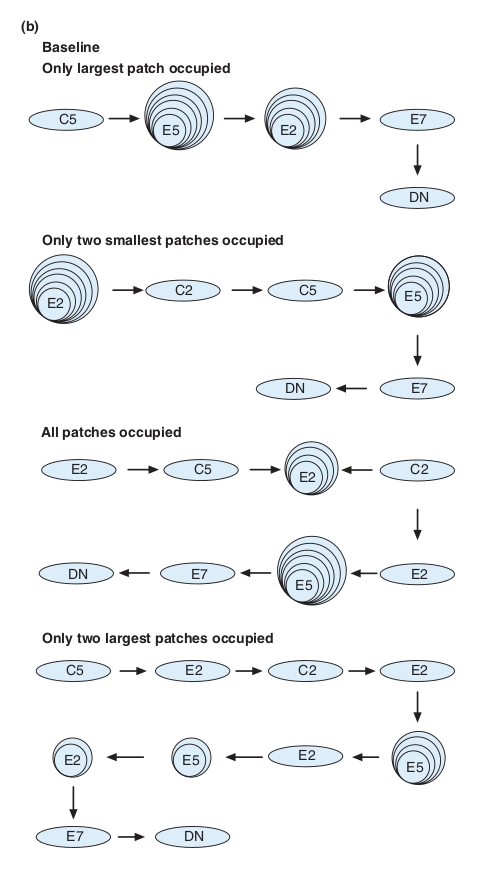 (b)
Baseline
Only largest patch occupied
C5 E5 E2 E7
DN
Only two smallest patches occupied
E2 C2 C5 E5
DN E7
All patches occupied
E2 C5 E2 C2
DN E7 E5 E2
Only two largest patches occupied
C5 E2 C2 E2
E2 E5 E2 E5
E7 DN